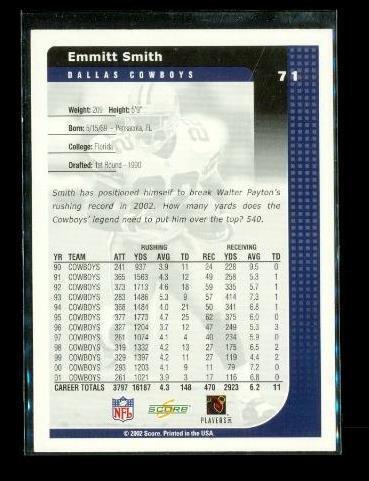 Emmitt Smith
DALLAS COWBOYS
71
Weight: 209 Height: 5'9"
Born: 5/15/69 – Pensacola, FL
College: Florida
Drafted: 1st Round - 1990
Smith has positioned himself to break Walter Payton's
rushing record in 2002. How many yards does the
Cowboys' legend need to put him over the top? 540.
RUSHING RECEIVING
YR TEAM ATT YDS AVG TD REC YDS AVG TD
90 COWBOYS 241 937 3.9 11 24 228 9.5 0
91 COWBOYS 365 1563 4.3 12 49 258 5.3 1
92 COWBOYS 373 1713 4.6 18 59 335 5.7 1
93 COWBOYS 283 1486 5.3 9 57 414 7.3 1
94 COWBOYS 368 1484 4.0 21 50 341 6.8 1
95 COWBOYS 377 1773 4.7 25 62 375 6.0 0
96 COWBOYS 327 1204 3.7 12 47 249 5.3 3
97 COWBOYS 261 1074 4.1 4 40 234 5.9 0
98 COWBOYS 319 1332 4.2 13 27 175 6.5 2
99 COWBOYS 329 1397 4.2 11 27 119 4.4 2
00 COWBOYS 293 1203 4.1 9 11 79 7.2 0
01 COWBOYS 261 1021 3.9 3 17 116 6.8 0
CAREER TOTALS 3797 16187 4.3 148 470 2923 6.2 11
NFL SCORE PLAYERS
© 2002 Score. Printed in the USA.